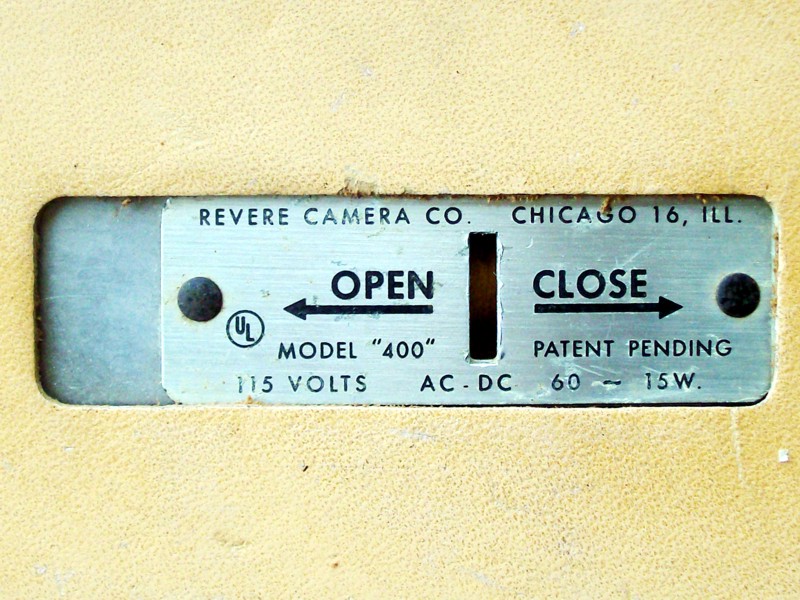 REVERE CAMERA CO. CHICAGO 16, ILL.
OPEN CLOSE
UL
MODEL "400" PATENT PENDING
115 VOLTS AC-DC 60 ~ 15W.